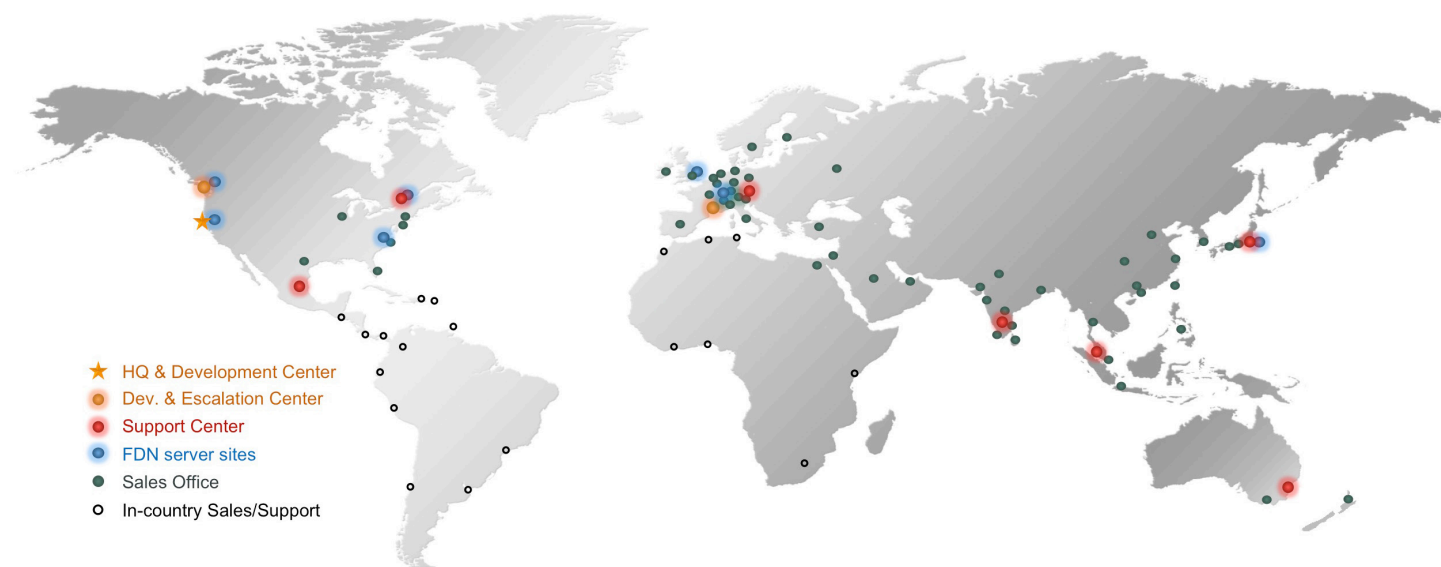 HQ & Development Center
Dev. & Escalation Center
Support Center
FDN server sites
Sales Office
In-country Sales/Support